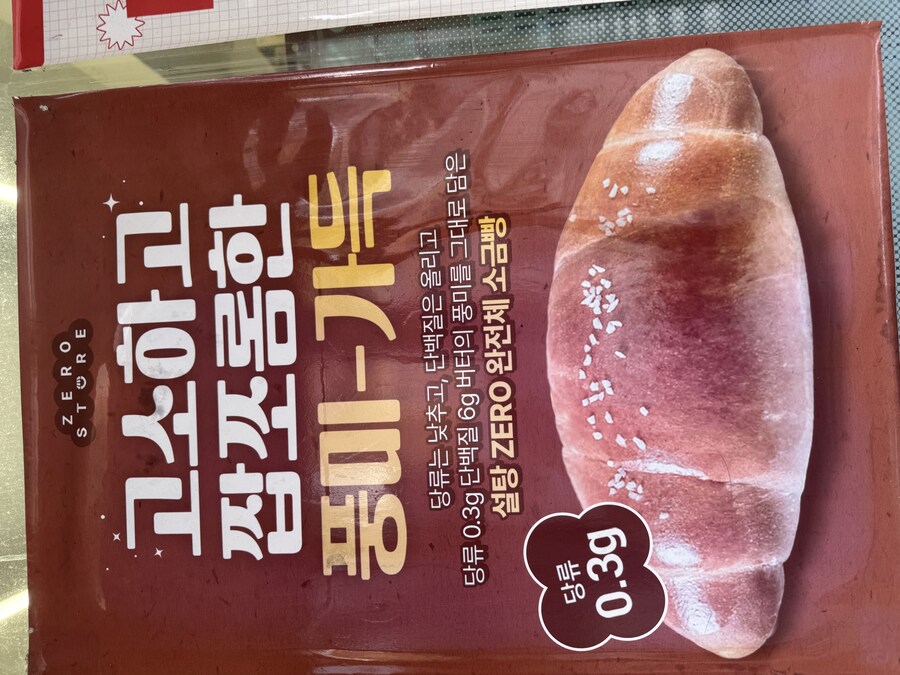 ZERO
STORE
고소하고
짭쪼롬한
풍미-가득
당류는 낮추고, 단백질은 올리고
당류 0.3g 단백질 6g 버터의 풍미를 그대로 담은
설탕 ZERO 완전체 소금빵
당류
0.3g